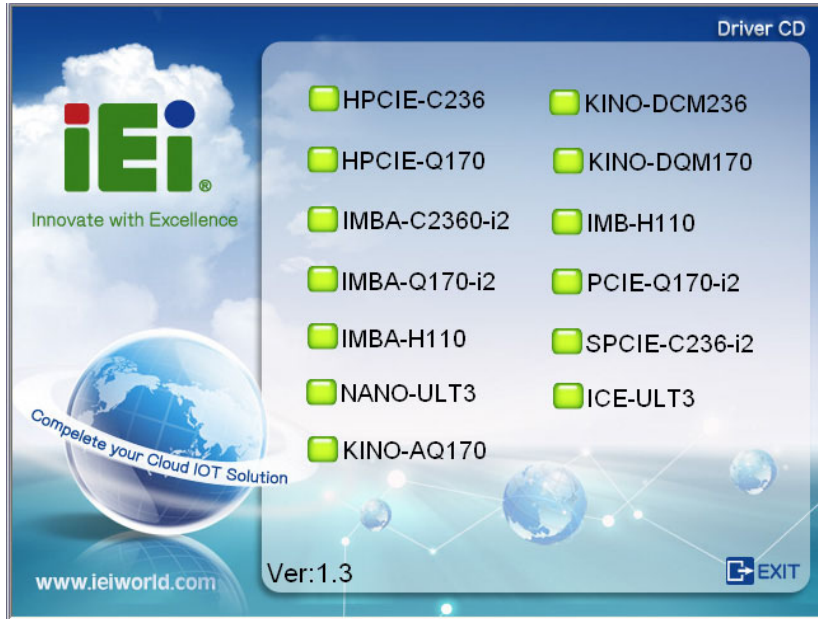 Driver CD
iEi
®
Innovate with Excellence
HPCIE-C236
HPCIE-Q170
IMBA-C2360-i2
IMBA-Q170-i2
IMBA-H110
NANO-ULT3
KINO-AQ170
KINO-DCM236
KINO-DQM170
IMB-H110
PCIE-Q170-i2
SPCIE-C236-i2
ICE-ULT3
Compelete your Cloud IOT Solution
www.ieiworld.com
Ver:1.3
EXIT